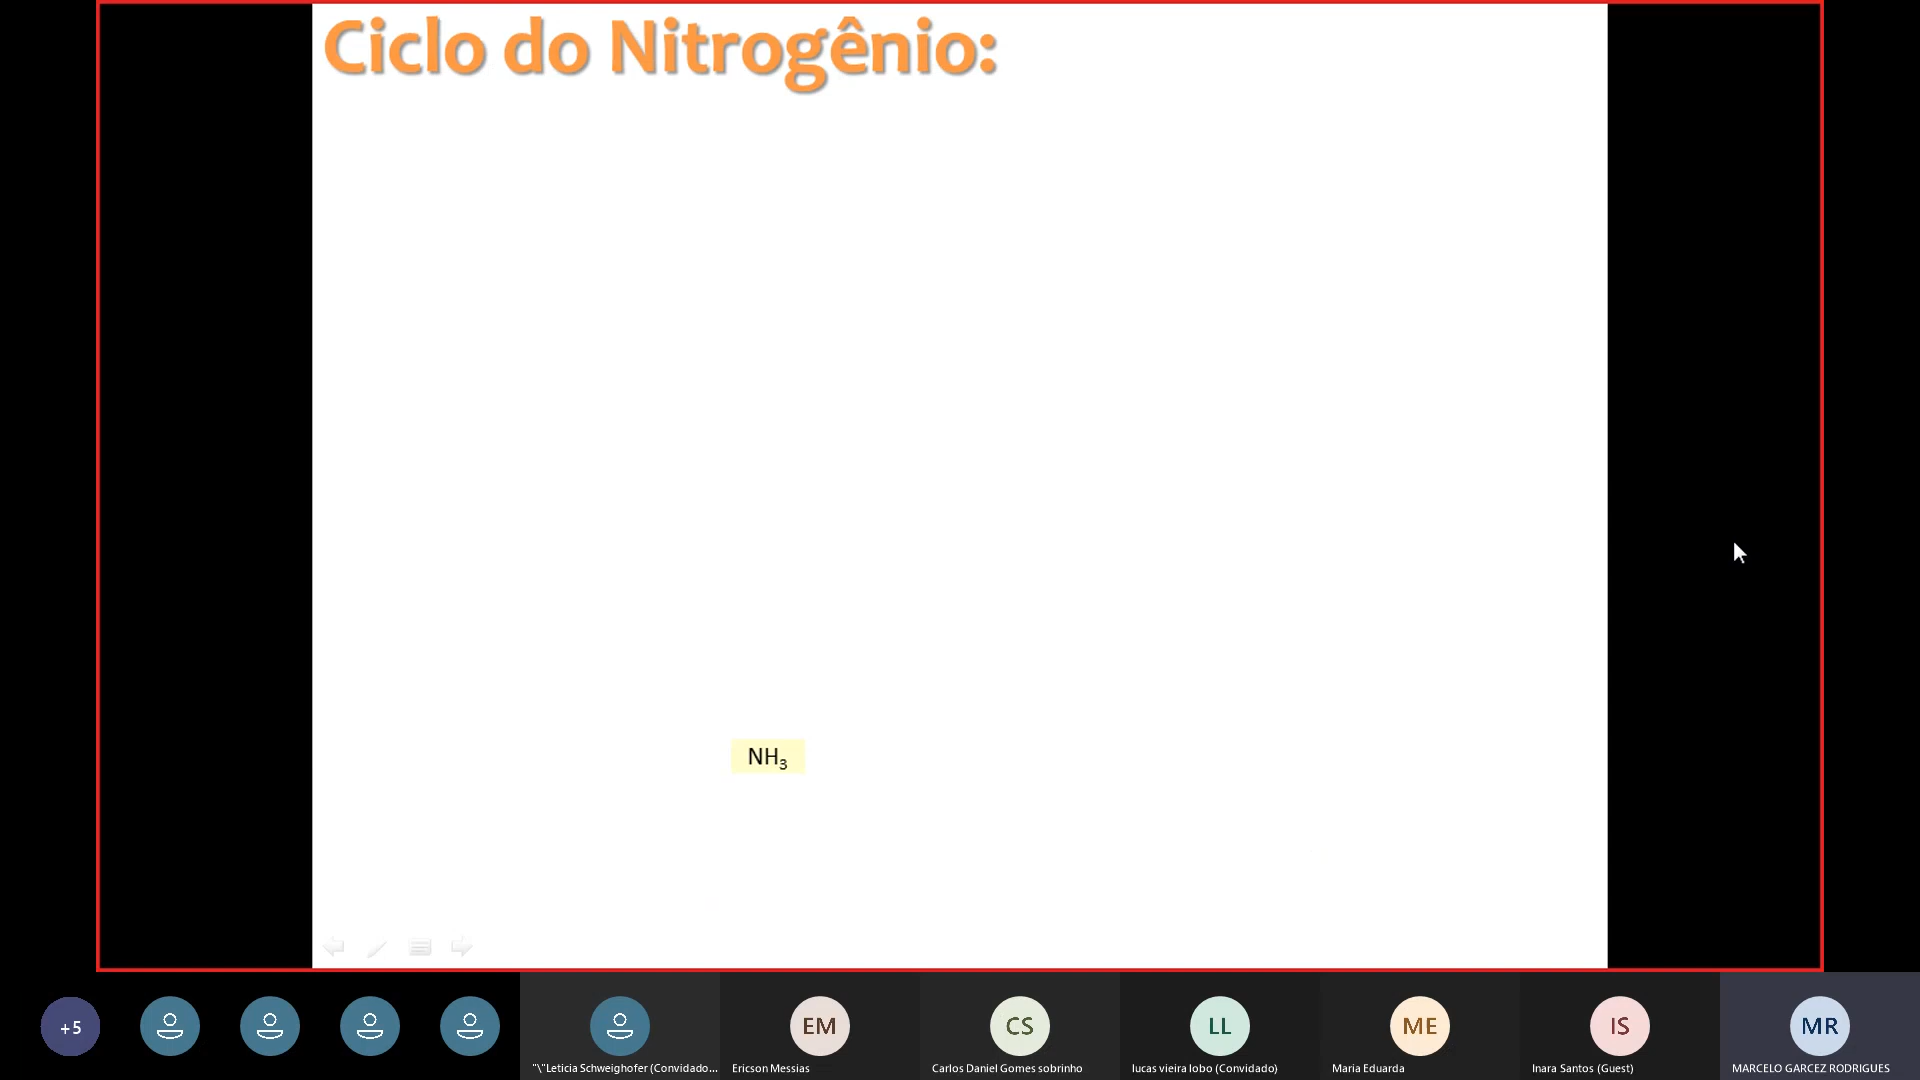 Ciclo do Nitrogênio:
NH₃
+5
EM
CS
LL
ME
IS
MR
"\"Leticia Schweighofer (Convidado...
Ericson Messias
Carlos Daniel Gomes sobrinho
lucas vieira lobo (Convidado)
Maria Eduarda
Inara Santos (Guest)
MARCELO GARCEZ RODRIGUES